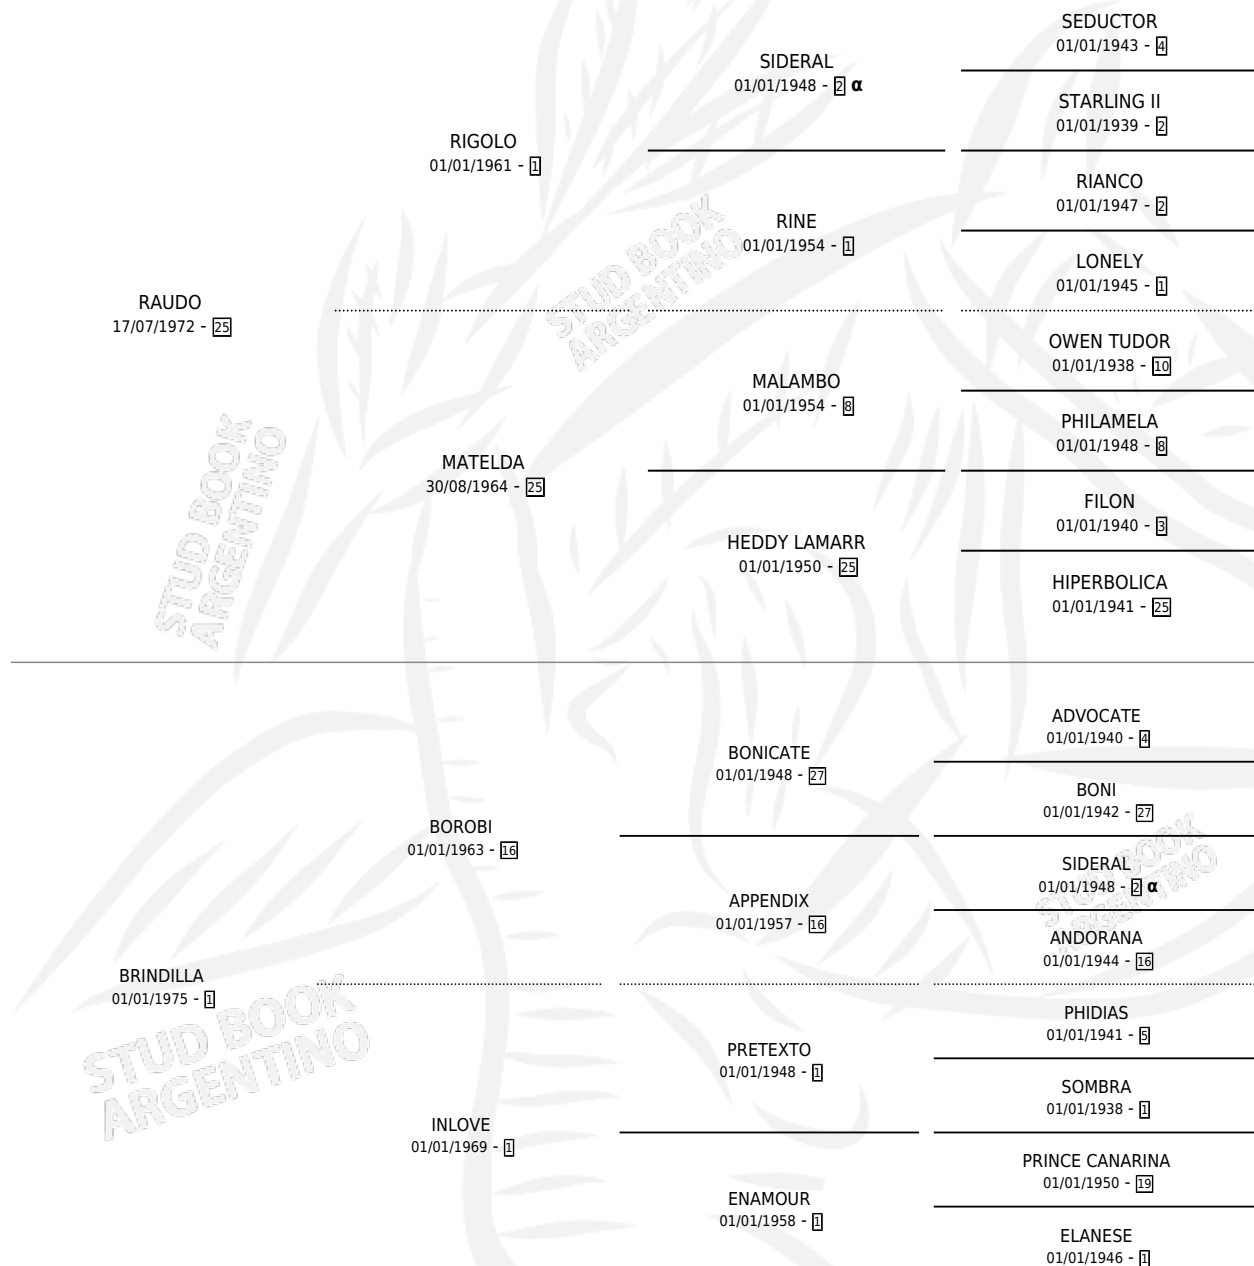 SEDUCTOR
01/01/1943 - 4
SIDERAL
01/01/1948 - 2 α
STARLING II
01/01/1939 - 2
RIGOLO
01/01/1961 - 1
RIANCO
01/01/1947 - 2
RINE
01/01/1954 - 1
LONELY
01/01/1945 - 1
RAUDO
17/07/1972 - 25
OWEN TUDOR
01/01/1938 - 10
MALAMBO
01/01/1954 - 8
PHILAMELA
01/01/1948 - 8
MATELDA
30/08/1964 - 25
FILON
01/01/1940 - 3
HEDDY LAMARR
01/01/1950 - 25
HIPERBOLICA
01/01/1941 - 25
ADVOCATE
01/01/1940 - 4
BONICATE
01/01/1948 - 27
BONI
01/01/1942 - 27
BOROBI
01/01/1963 - 16
SIDERAL
01/01/1948 - 2 α
APPENDIX
01/01/1957 - 16
ANDORANA
01/01/1944 - 16
BRINDILLA
01/01/1975 - 1
PHIDIAS
01/01/1941 - 5
PRETEXTO
01/01/1948 - 1
SOMBRA
01/01/1938 - 1
INLOVE
01/01/1969 - 1
PRINCE CANARINA
01/01/1950 - 19
ENAMOUR
01/01/1958 - 1
ELANESE
01/01/1946 - 1
STUD BOOK
ARGENTINO
STUD BOOK
ARGENTINO
STUD BOOK
ARGENTINO
STUD BOOK
ARGENTINO